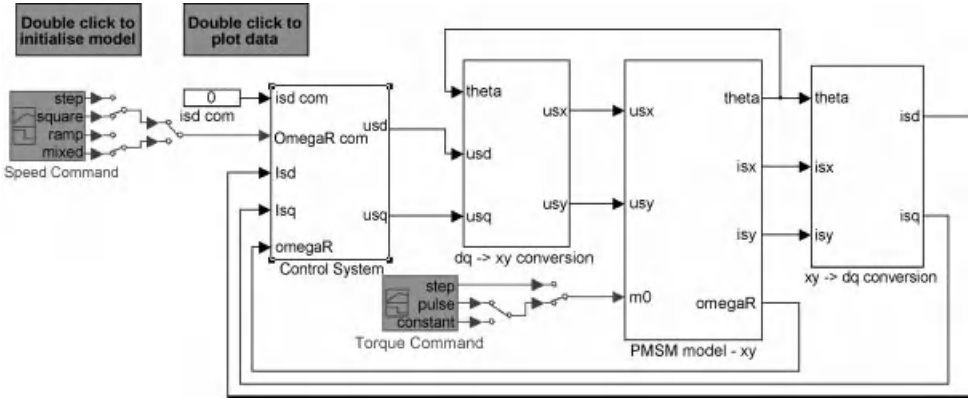 Double click to
initialise model
Double click to
plot data
step
square
ramp
mixed
Speed Command
0
isd com
isd com
OmegaR com
Isd
Isq
omegaR
usd
usq
Control System
theta
usd
usq
usx
usy
dq -> xy conversion
step
pulse
constant
Torque Command
usx
usy
m0
theta
isx
isy
omegaR
PMSM model - xy
theta
isx
isy
isd
isq
xy -> dq conversion